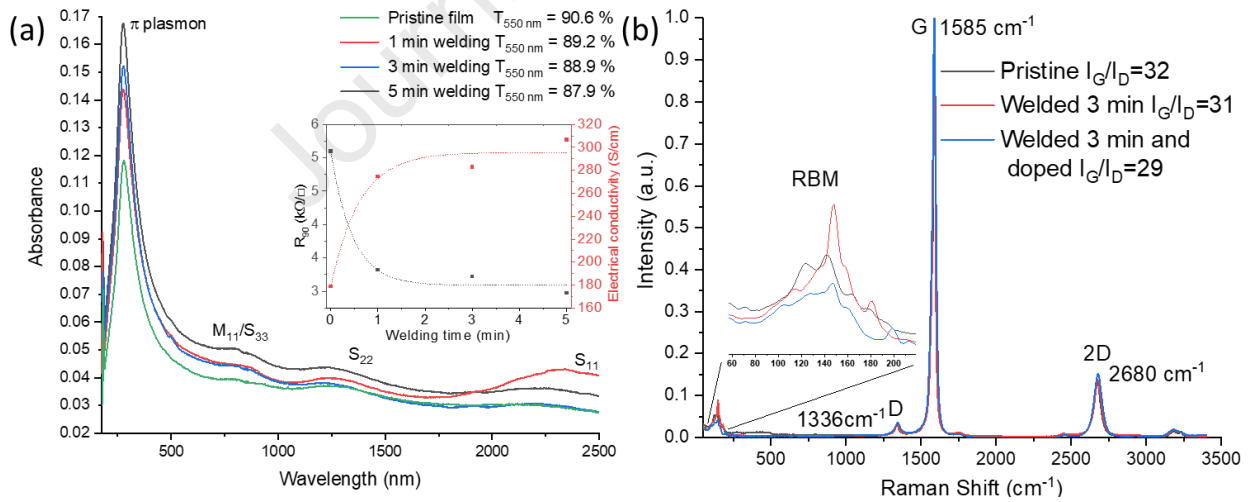 (a)
π plasmon
Pristine film T550 nm = 90.6 %
1 min welding T550 nm = 89.2 %
3 min welding T550 nm = 88.9 %
5 min welding T550 nm = 87.9 %
Journ
0.17
0.16
0.15
0.14
0.13
0.12
0.11
0.10
0.09
0.08
0.07
0.06
0.05
0.04
0.03
0.02
Absorbance
M11/S33
S22
S11
500
1000
1500
2000
2500
Wavelength (nm)
6
5
5
4
4
3
3
R90 (kΩ/□)
0
1
2
3
4
5
Welding time (min)
320
300
280
260
240
220
200
180
160
Electrical conductivity (S/cm)
(b)
G
1585 cm-1
Pristine IG/ID=32
Welded 3 min IG/ID=31
Welded 3 min and
doped IG/ID=29
1.0
0.9
0.8
0.7
0.6
0.5
0.4
0.3
0.2
0.1
0.0
Intensity (a.u.)
RBM
60 80 100 120 140 160 180 200
1336cm-1 D
2D
2680 cm-1
500
1000
1500
2000
2500
3000
3500
Raman Shift (cm-1)